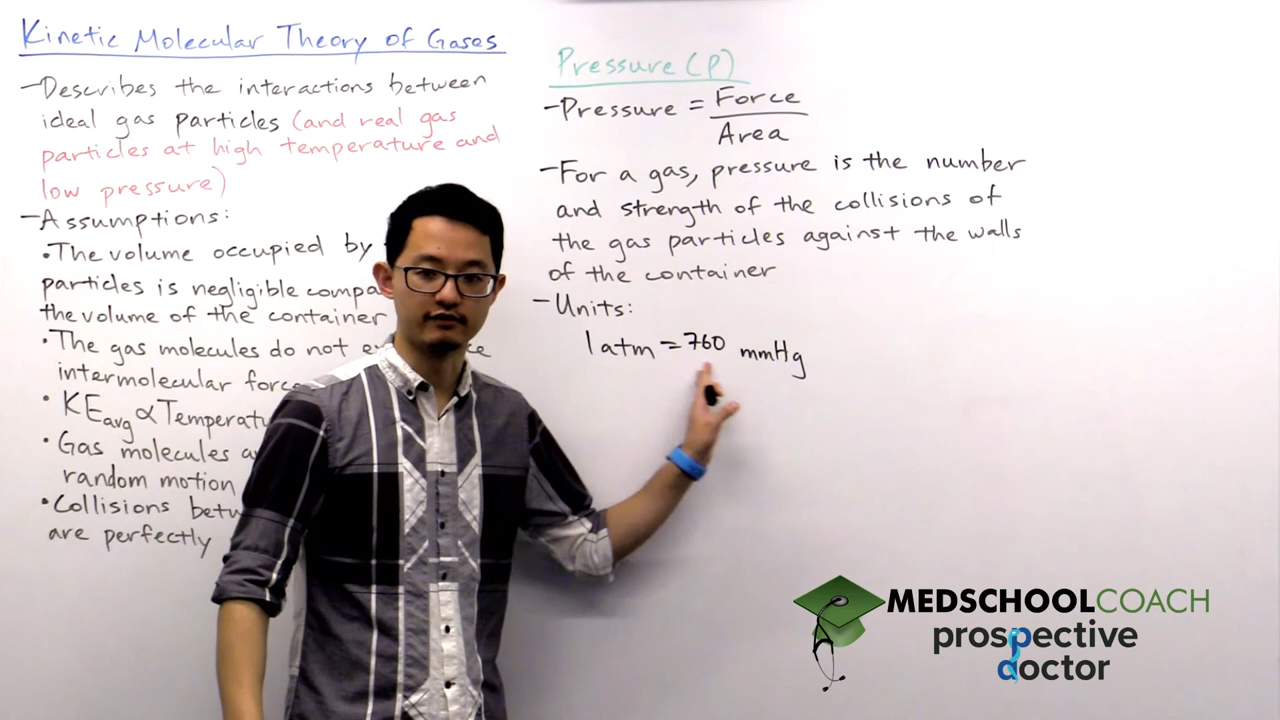 Kinetic Molecular Theory of Gases
-Describes the interactions between
ideal gas particles (and real gas
particles at high temperature and
low pressure)
-Assumptions:
•The volume occupied by
particles is negligible compa
the volume of the container
•The gas molecules do not
intermolecular force
•KEavg ∝ Temperatu
•Gas molecules a
random motion
•Collisions betw
are perfectly
Pressure (P)
-Pressure = Force
Area
-For a gas, pressure is the number
and strength of the collisions of
the gas particles against the walls
of the container
-Units:
1 atm = 760 mmHg
MEDSCHOOLCOACH
prospective
doctor